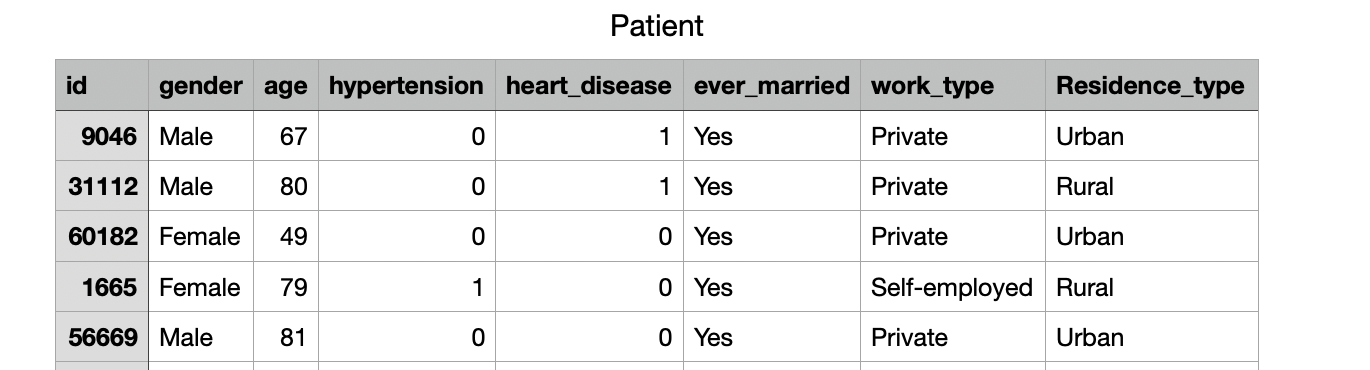 Patient
id gender age hypertension heart_disease ever_married work_type Residence_type
9046 Male 67 0 1 Yes Private Urban
31112 Male 80 0 1 Yes Private Rural
60182 Female 49 0 0 Yes Private Urban
1665 Female 79 1 0 Yes Self-employed Rural
56669 Male 81 0 0 Yes Private Urban